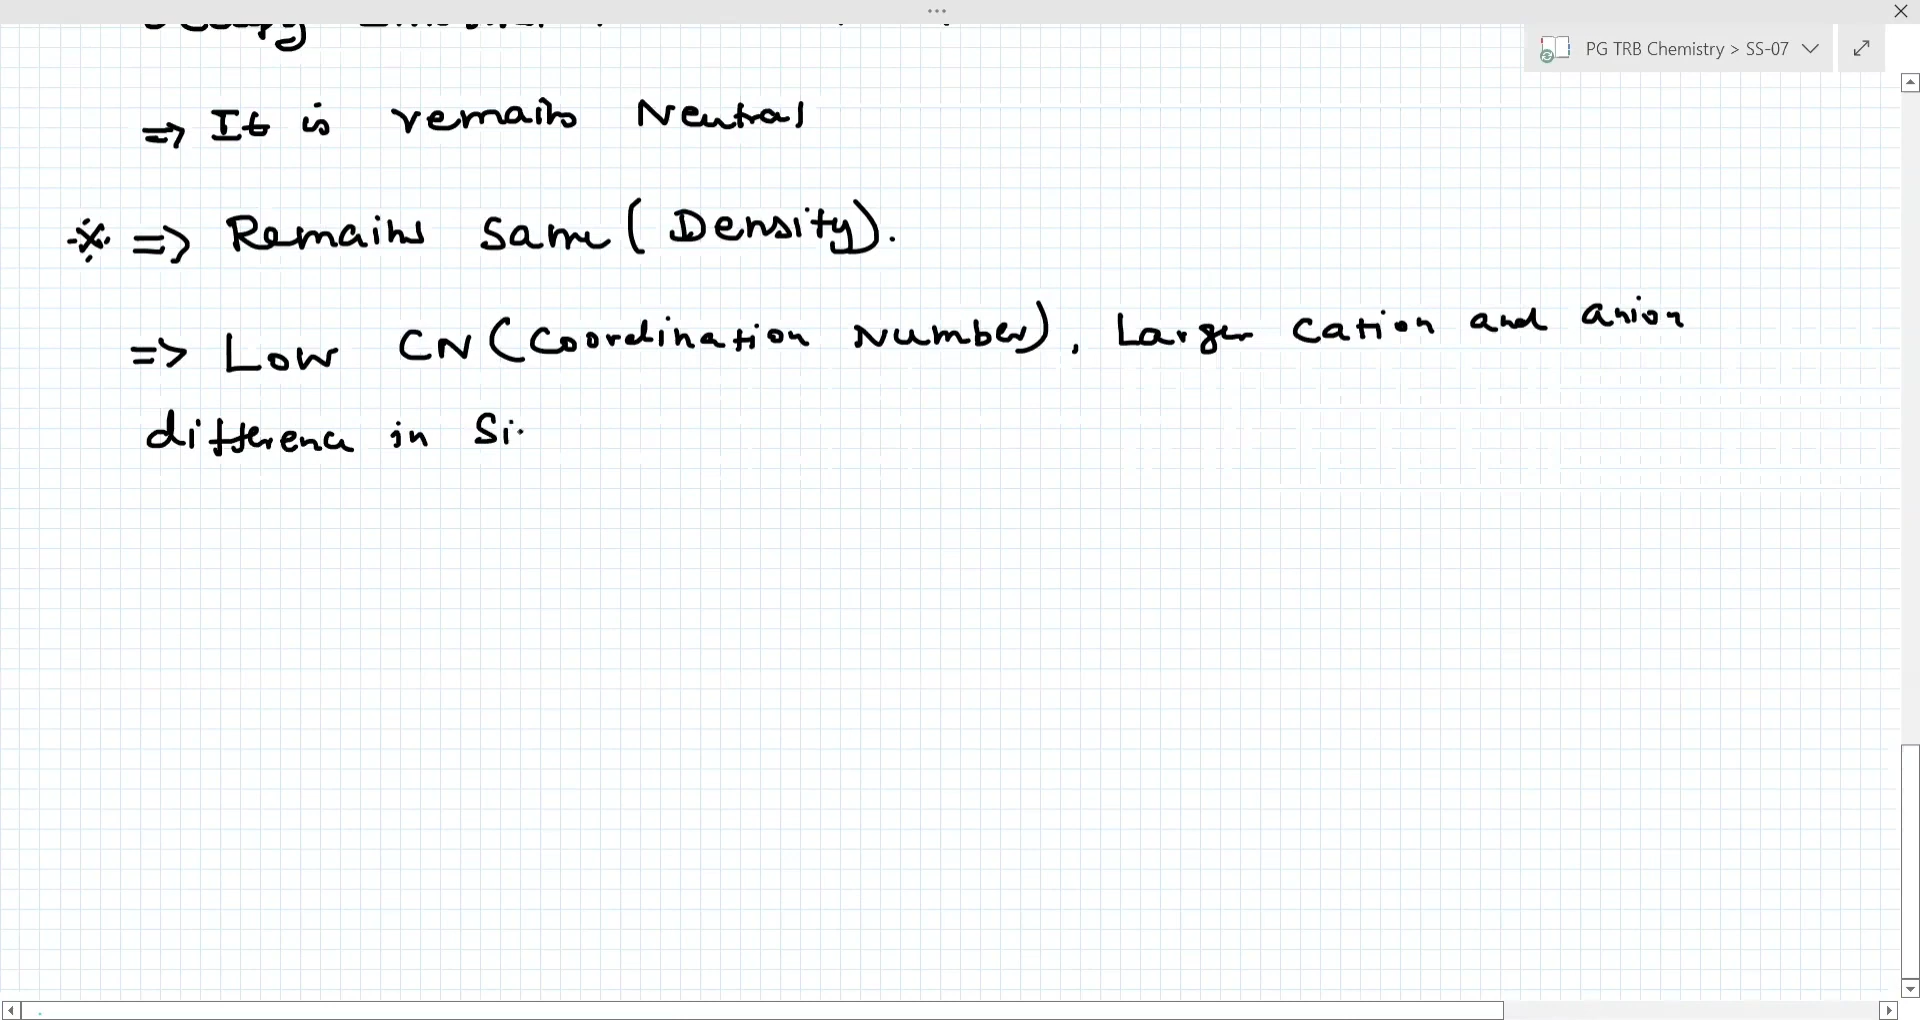 PG TRB Chemistry > SS-07
=> It is remains Neutral
※ => Remains same (Density).
=> Low CN (Coordination Number), Larger cation and anion
difference in Si